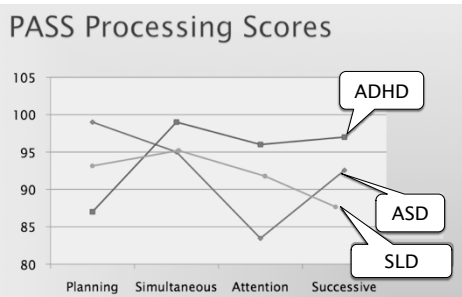 PASS Processing Scores
105
100
95
90
85
80
ADHD
ASD
SLD
Planning Simultaneous Attention Successive